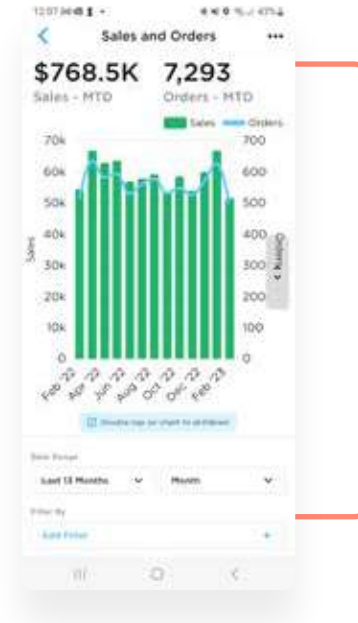 12:07
Sales and Orders
$768.5K 7,293
Sales - MTD Orders - MTD
Sales Orders
70k 700
60k 600
50k 500
40k 400
30k 300
20k 200
10k 100
0 0
Sales
Orders
Feb '22 Apr '22 Jun '22 Aug '22 Oct '22 Dec '22 Feb '23
Double tap on chart to drilldown
Date Range
Last 13 Months Month
Filter By
Add Filter +